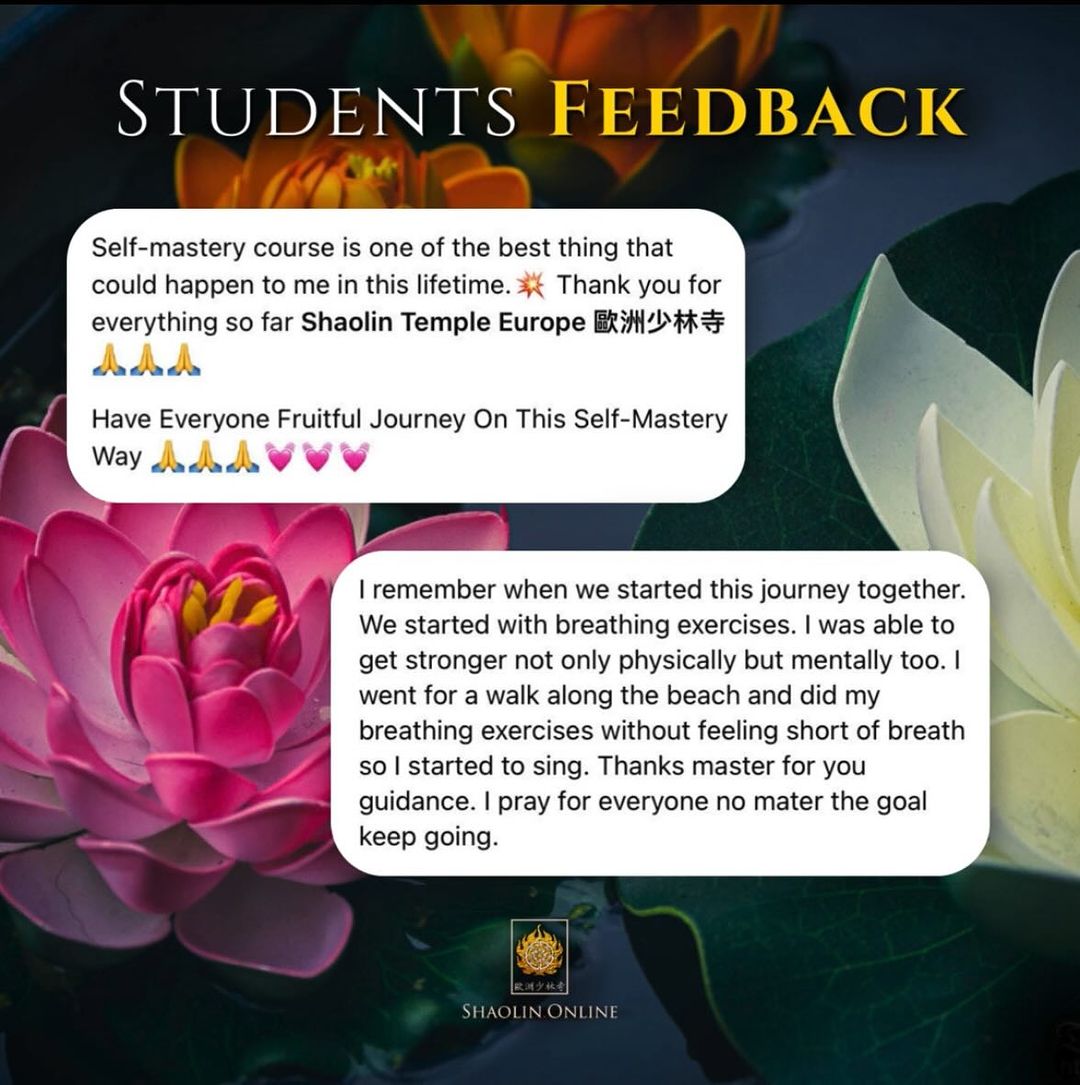 STUDENTS FEEDBACK
Self-mastery course is one of the best thing that
could happen to me in this lifetime.💥 Thank you for
everything so far Shaolin Temple Europe 歐洲少林寺
🙏🙏🙏
Have Everyone Fruitful Journey On This Self-Mastery
Way 🙏🙏🙏💓💓💓
I remember when we started this journey together.
We started with breathing exercises. I was able to
get stronger not only physically but mentally too. I
went for a walk along the beach and did my
breathing exercises without feeling short of breath
so I started to sing. Thanks master for you
guidance. I pray for everyone no mater the goal
keep going.
歐洲少林寺
SHAOLIN ONLINE